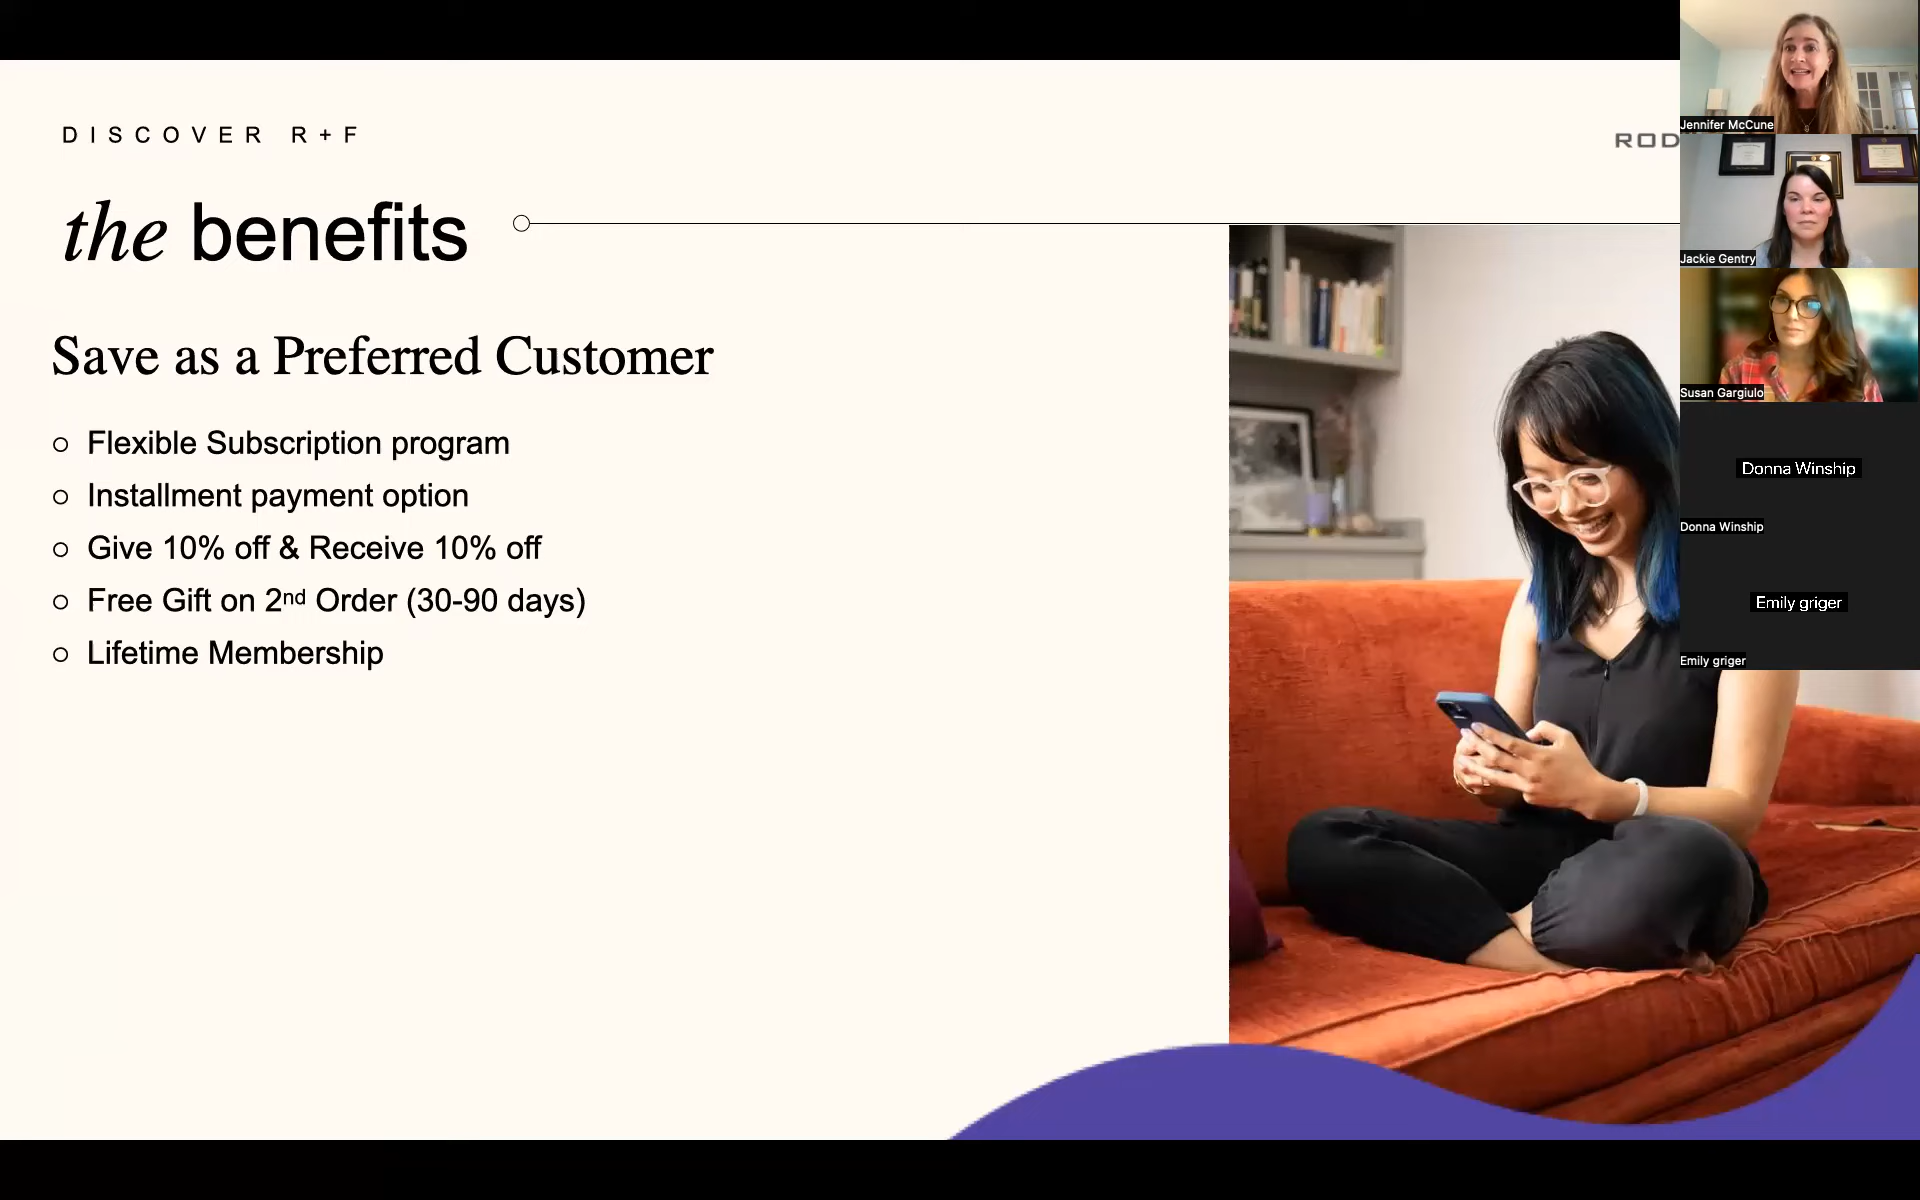 DISCOVER R+F
ROD
the benefits
Save as a Preferred Customer
Flexible Subscription program
Installment payment option
Give 10% off & Receive 10% off
Free Gift on 2nd Order (30-90 days)
Lifetime Membership
Jennifer McCune
Jackie Gentry
Susan Gargiulo
Donna Winship
Donna Winship
Emily griger
Emily griger